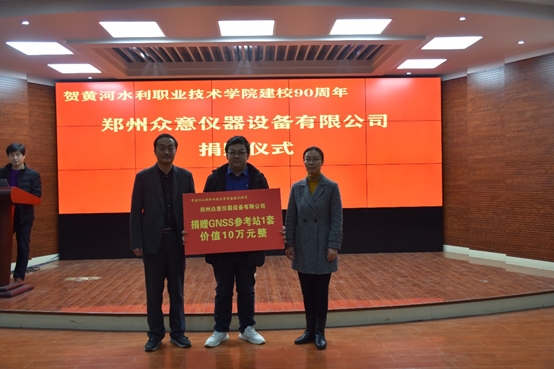 贺黄河水利职业技术学院建校90周年
郑州众意仪器设备有限公司
捐 仪式
郑州众意仪器设备有限公司
捐赠GNSS参考站1套
价值10万元整